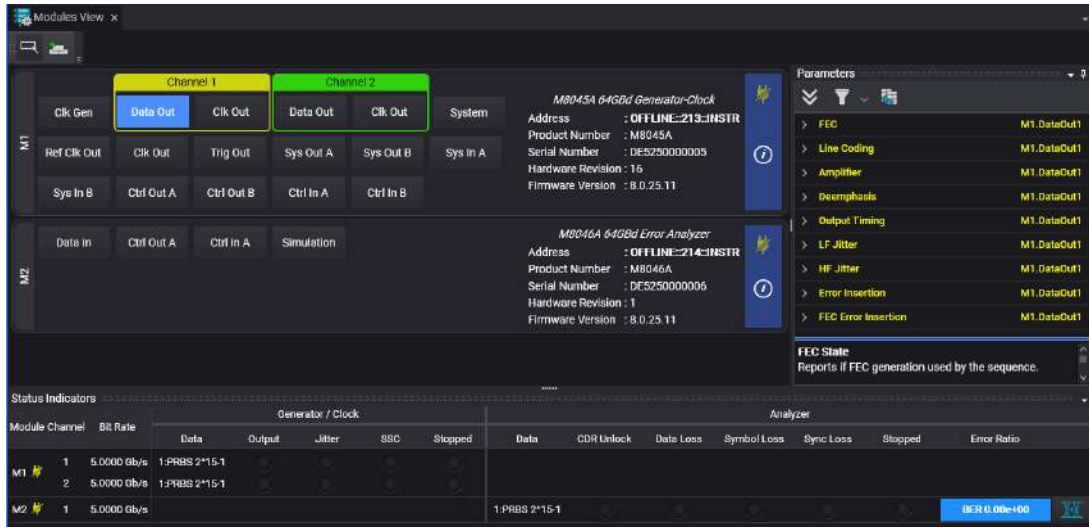 Modules View ×
Channel 1 Channel 2
M1
Clk Gen Data Out Clk Out Data Out Clk Out System
Ref Clk Out Clk Out Trig Out Sys Out A Sys Out B Sys In A
Sys In B Ctrl Out A Ctrl Out B Ctrl In A Ctrl In B
M8045A 64GBd Generator-Clock
Address : OFFLINE::213::INSTR
Product Number : M8045A
Serial Number : DE5250000005
Hardware Revision : 16
Firmware Version : 8.0.25.11
M2
Data In Ctrl Out A Ctrl In A Simulation
M8046A 64GBd Error Analyzer
Address : OFFLINE::214::INSTR
Product Number : M8046A
Serial Number : DE5250000006
Hardware Revision : 1
Firmware Version : 8.0.25.11
Parameters
FEC M1.DataOut1
Line Coding M1.DataOut1
Amplifier M1.DataOut1
Deemphasis M1.DataOut1
Output Timing M1.DataOut1
LF Jitter M1.DataOut1
HF Jitter M1.DataOut1
Error Insertion M1.DataOut1
FEC Error Insertion M1.DataOut1
FEC State
Reports if FEC generation used by the sequence.
Status Indicators
Generator / Clock Analyzer
Module Channel Bit Rate Data Output Jitter SSC Stopped Data CDR Unlock Data Loss Symbol Loss Sync Loss Stopped Error Ratio
M1 1 5.0000 Gb/s 1:PRBS 2^15-1
2 5.0000 Gb/s 1:PRBS 2^15-1
M2 1 5.0000 Gb/s 1:PRBS 2^15-1 BER 0.00e+00